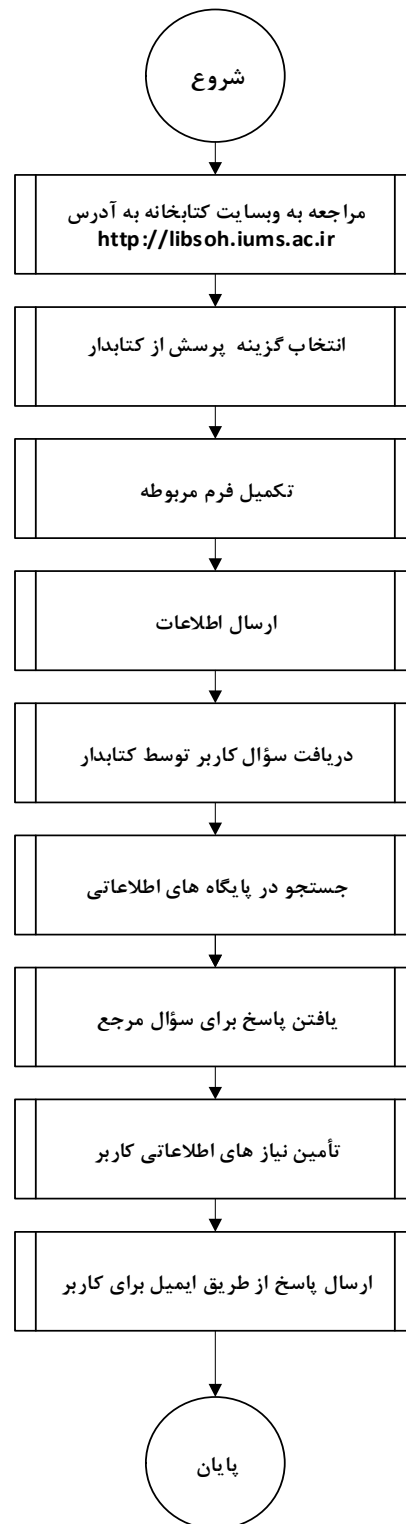 شروع
مراجعه به وبسایت کتابخانه به آدرس
http://libsoh.iums.ac.ir
انتخاب گزینه پرسش از کتابدار
تکمیل فرم مربوطه
ارسال اطلاعات
دریافت سؤال کاربر توسط کتابدار
جستجو در پایگاه های اطلاعاتی
یافتن پاسخ برای سؤال مرجع
تأمین نیاز های اطلاعاتی کاربر
ارسال پاسخ از طریق ایمیل برای کاربر
پایان